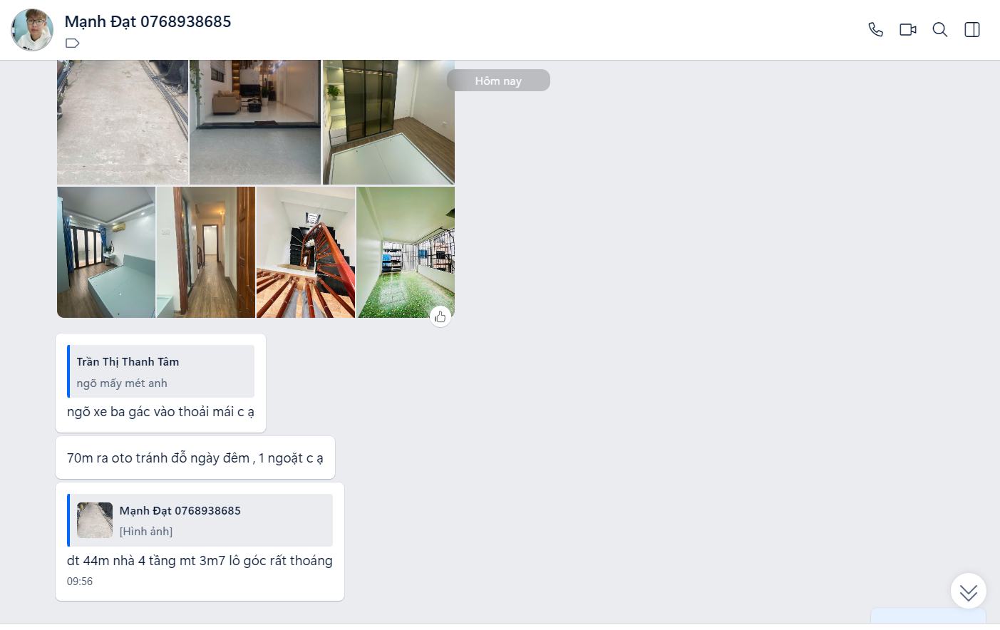 Mạnh Đạt 0768938685
Hôm nay
Trần Thị Thanh Tâm
ngõ mấy mét anh
ngõ xe ba gác vào thoải mái c ạ
70m ra oto tránh đỗ ngày đêm , 1 ngoặt c ạ
Mạnh Đạt 0768938685
[Hình ảnh]
dt 44m nhà 4 tầng mt 3m7 lô góc rất thoáng
09:56